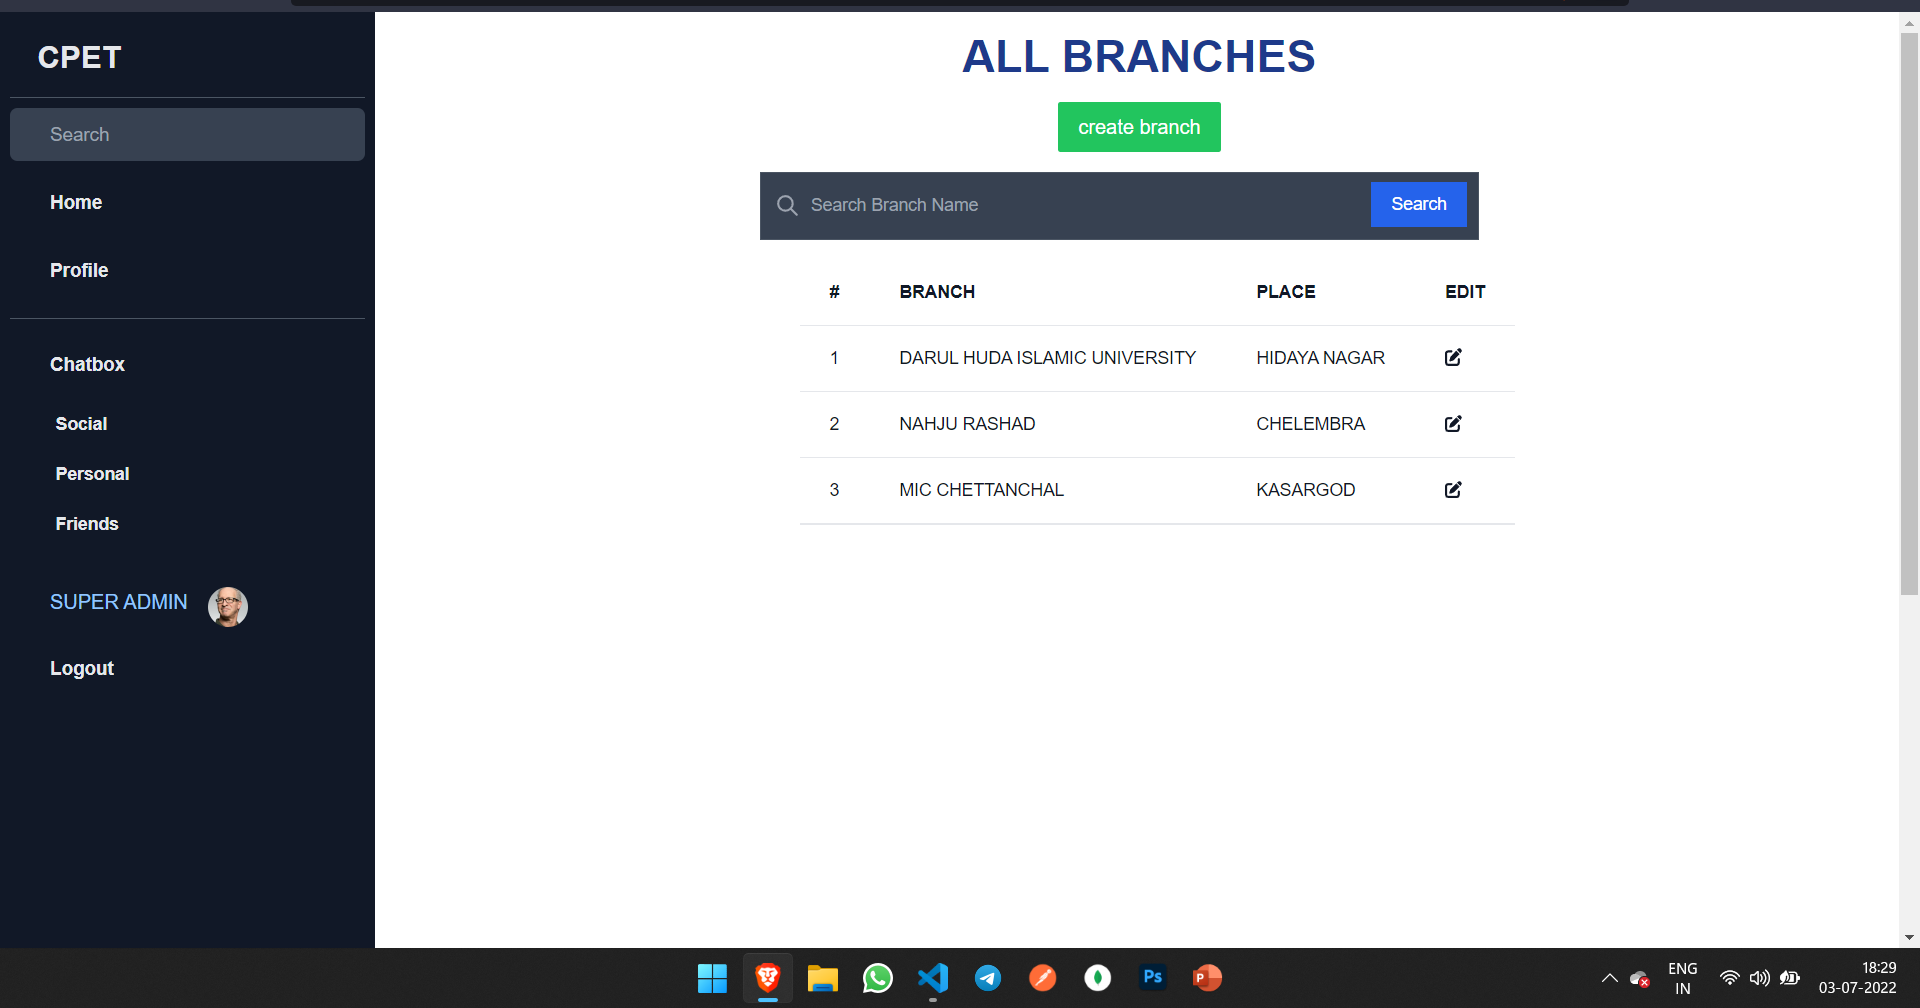 CPET
Search
Home
Profile
Chatbox
Social
Personal
Friends
SUPER ADMIN
Logout
ALL BRANCHES
create branch
Search Branch Name Search
# BRANCH PLACE EDIT
1 DARUL HUDA ISLAMIC UNIVERSITY HIDAYA NAGAR
2 NAHJU RASHAD CHELEMBRA
3 MIC CHETTANCHAL KASARGOD
Ps
P
ENG
IN
18:29
03-07-2022